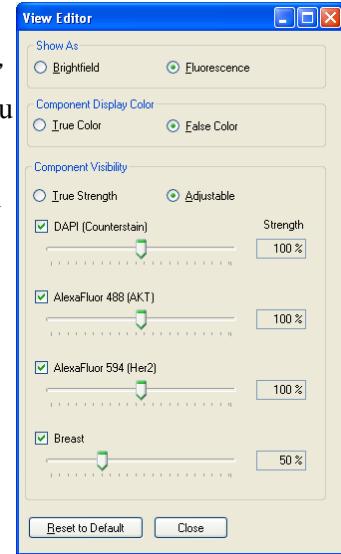 View Editor
Show As
Brightfield Fluorescence
u
Component Display Color
True Color False Color
Component Visibility
True Strength Adjustable
DAPI (Counterstain) Strength
100 %
AlexaFluor 488 (AKT)
100 %
AlexaFluor 594 (Her2)
100 %
Breast
50 %
Reset to Default Close